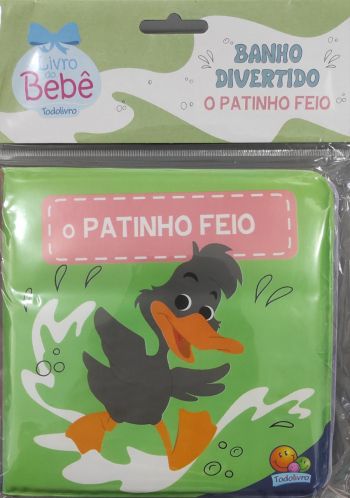 Livro
do
Bebê
Todolivro
BANHO
DIVERTIDO
O PATINHO FEIO
O PATINHO FEIO
Todolivro